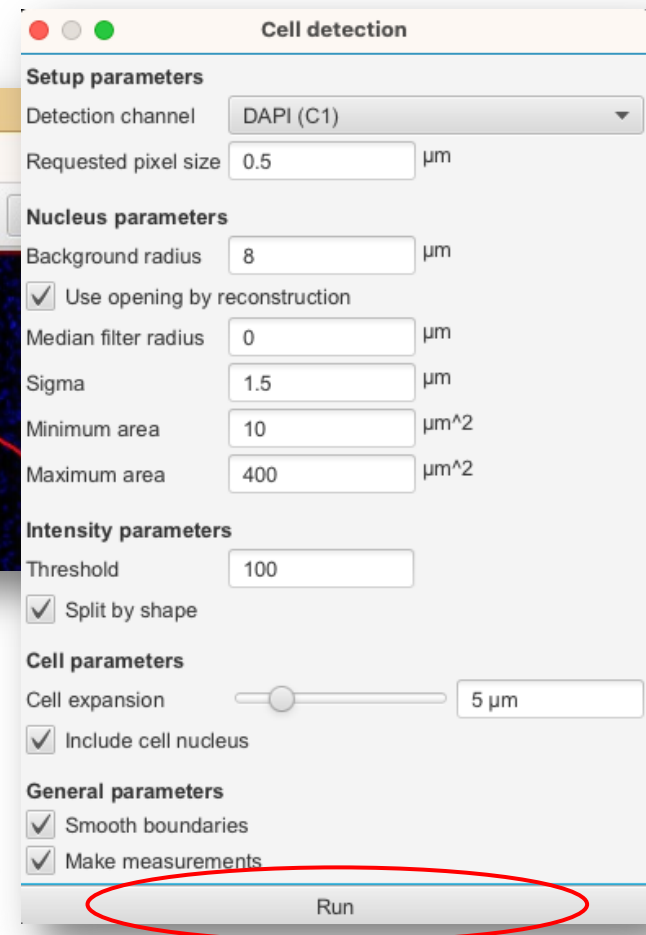 Cell detection
Setup parameters
Detection channel DAPI (C1)
Requested pixel size 0.5 µm
Nucleus parameters
Background radius 8 µm
Use opening by reconstruction
Median filter radius 0 µm
Sigma 1.5 µm
Minimum area 10 µm^2
Maximum area 400 µm^2
Intensity parameters
Threshold 100
Split by shape
Cell parameters
Cell expansion 5 µm
Include cell nucleus
General parameters
Smooth boundaries
Make measurements
Run